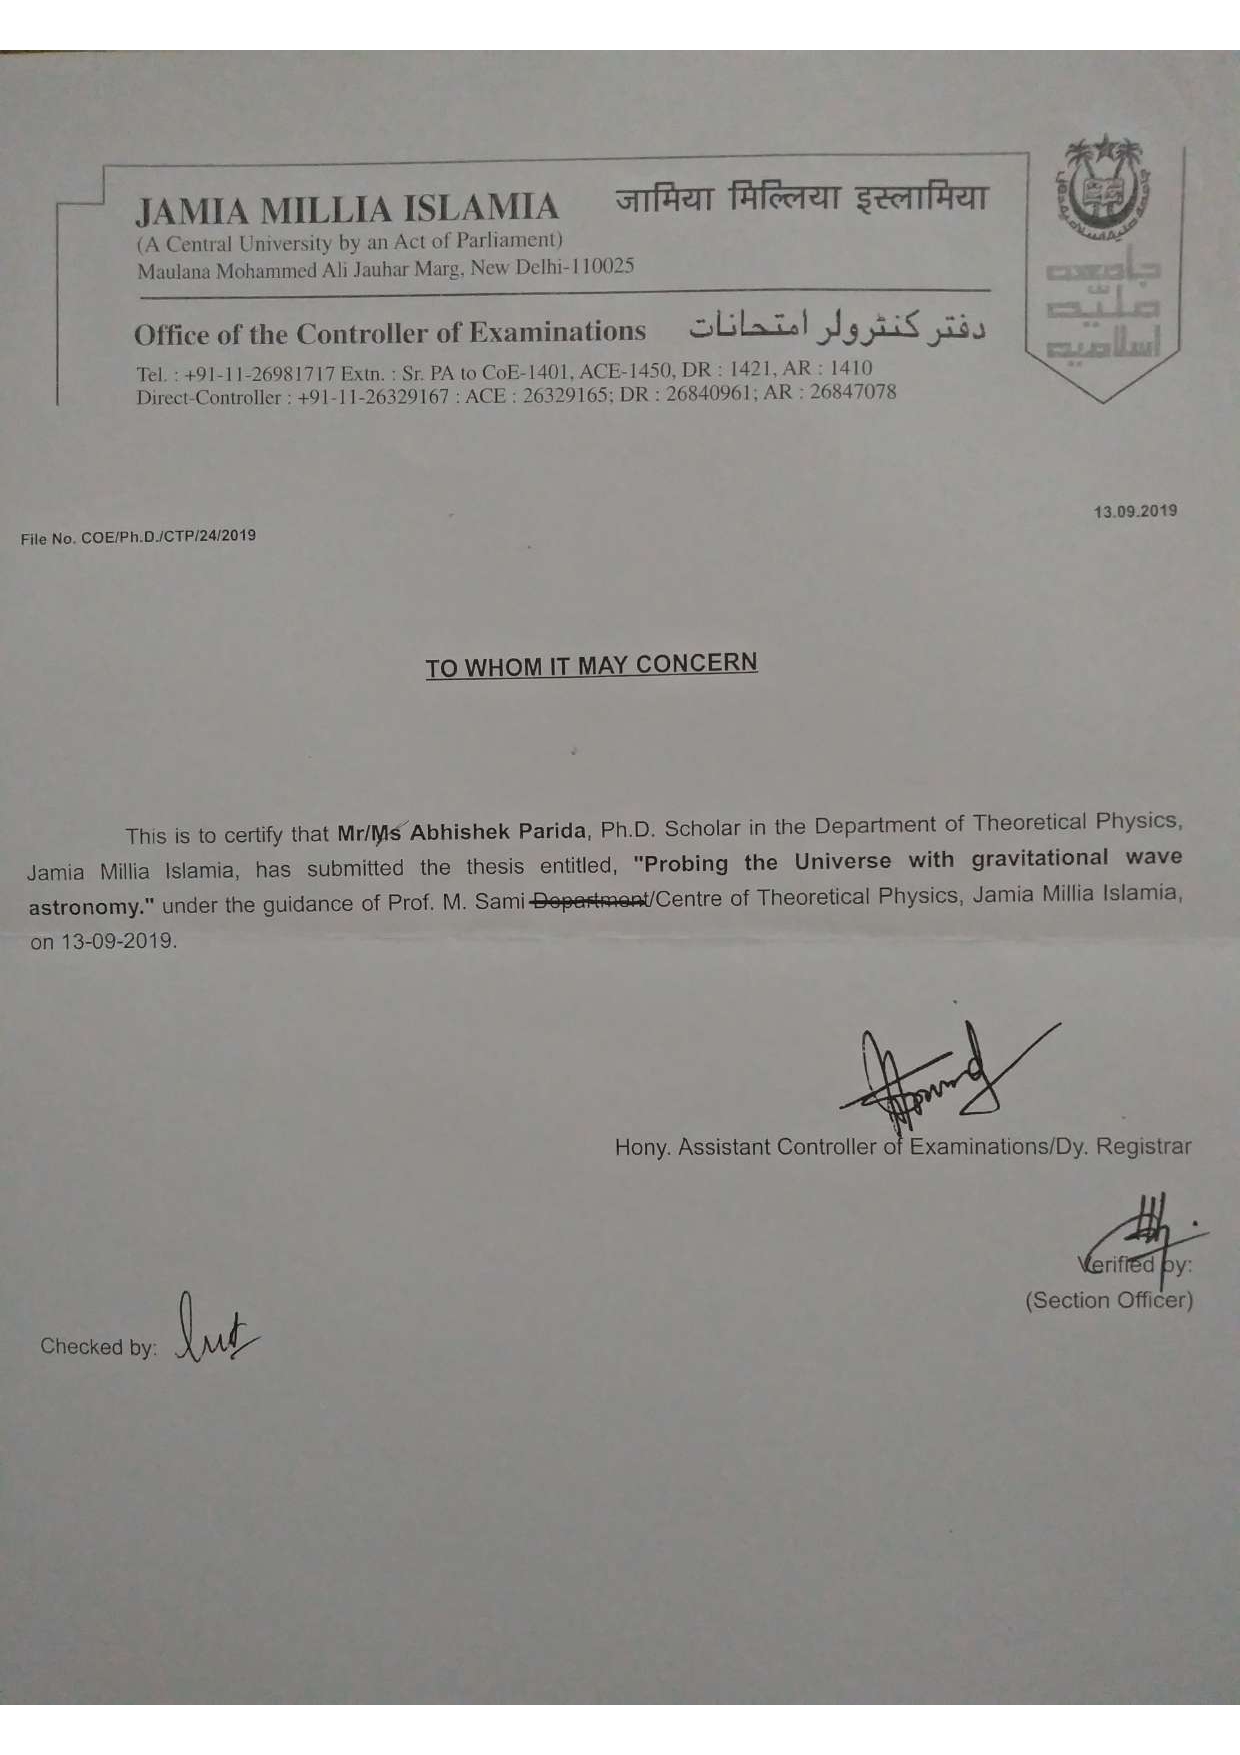 JAMIA MILLIA ISLAMIA जामिया मिल्लिया इस्लामिया
(A Central University by an Act of Parliament)
Maulana Mohammed Ali Jauhar Marg, New Delhi-110025
جامعہ
ملیہ
اسلامیہ
Office of the Controller of Examinations دفتر کنٹرولر امتحانات
Tel. : +91-11-26981717 Extn. : Sr. PA to CoE-1401, ACE-1450, DR : 1421, AR : 1410
Direct-Controller : +91-11-26329167 : ACE : 26329165; DR : 26840961; AR : 26847078
13.09.2019
File No. COE/Ph.D./CTP/24/2019
TO WHOM IT MAY CONCERN
This is to certify that Mr/Ms Abhishek Parida, Ph.D. Scholar in the Department of Theoretical Physics,
Jamia Millia Islamia, has submitted the thesis entitled, "Probing the Universe with gravitational wave
astronomy." under the guidance of Prof. M. Sami Department/Centre of Theoretical Physics, Jamia Millia Islamia,
on 13-09-2019.
Hony. Assistant Controller of Examinations/Dy. Registrar
Verified by:
(Section Officer)
Checked by: